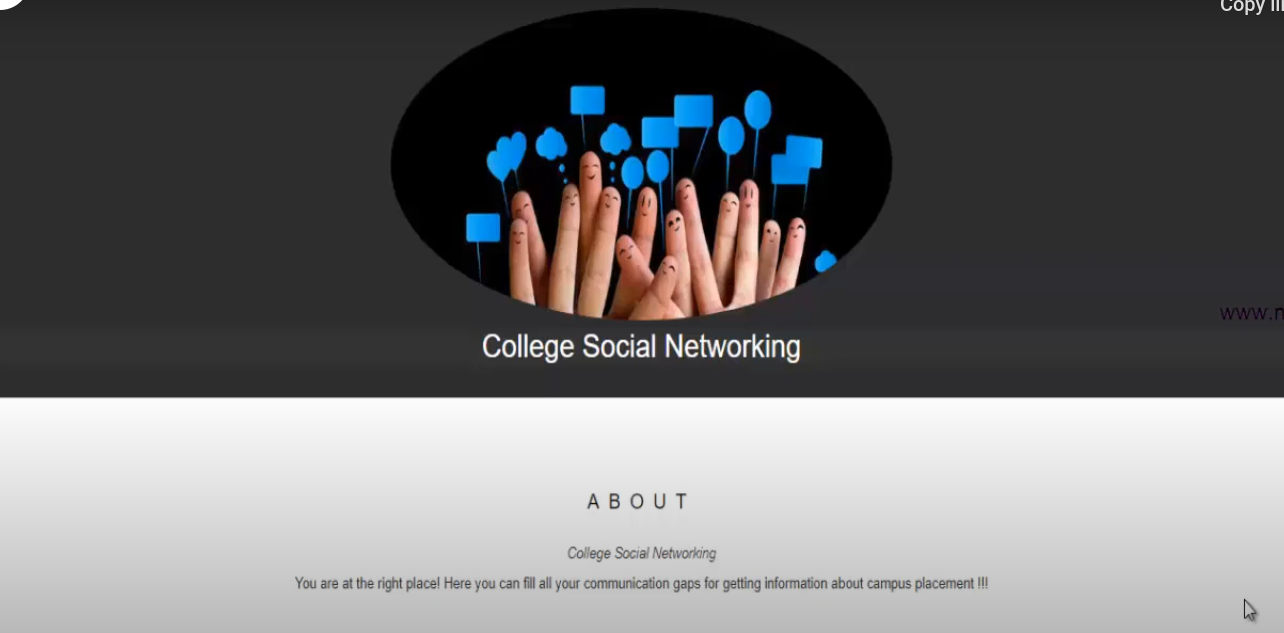 Copy
College Social Networking
A B O U T
College Social Networking
You are at the right place! Here you can fill all your communication gaps for getting information about campus placement !!!